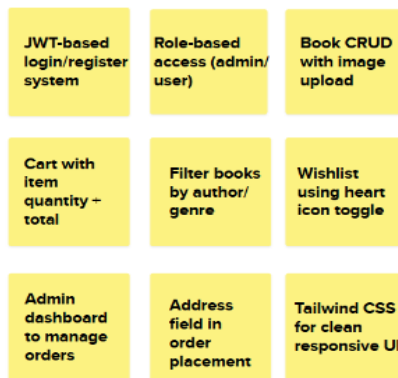 JWT-based
login/register
system
Role-based
access (admin/
user)
Book CRUD
with image
upload
Cart with
item
quantity +
total
Filter books
by author/
genre
Wishlist
using heart
icon toggle
Admin
dashboard
to manage
orders
Address
field in
order
placement
Tailwind CSS
for clean
responsive UI